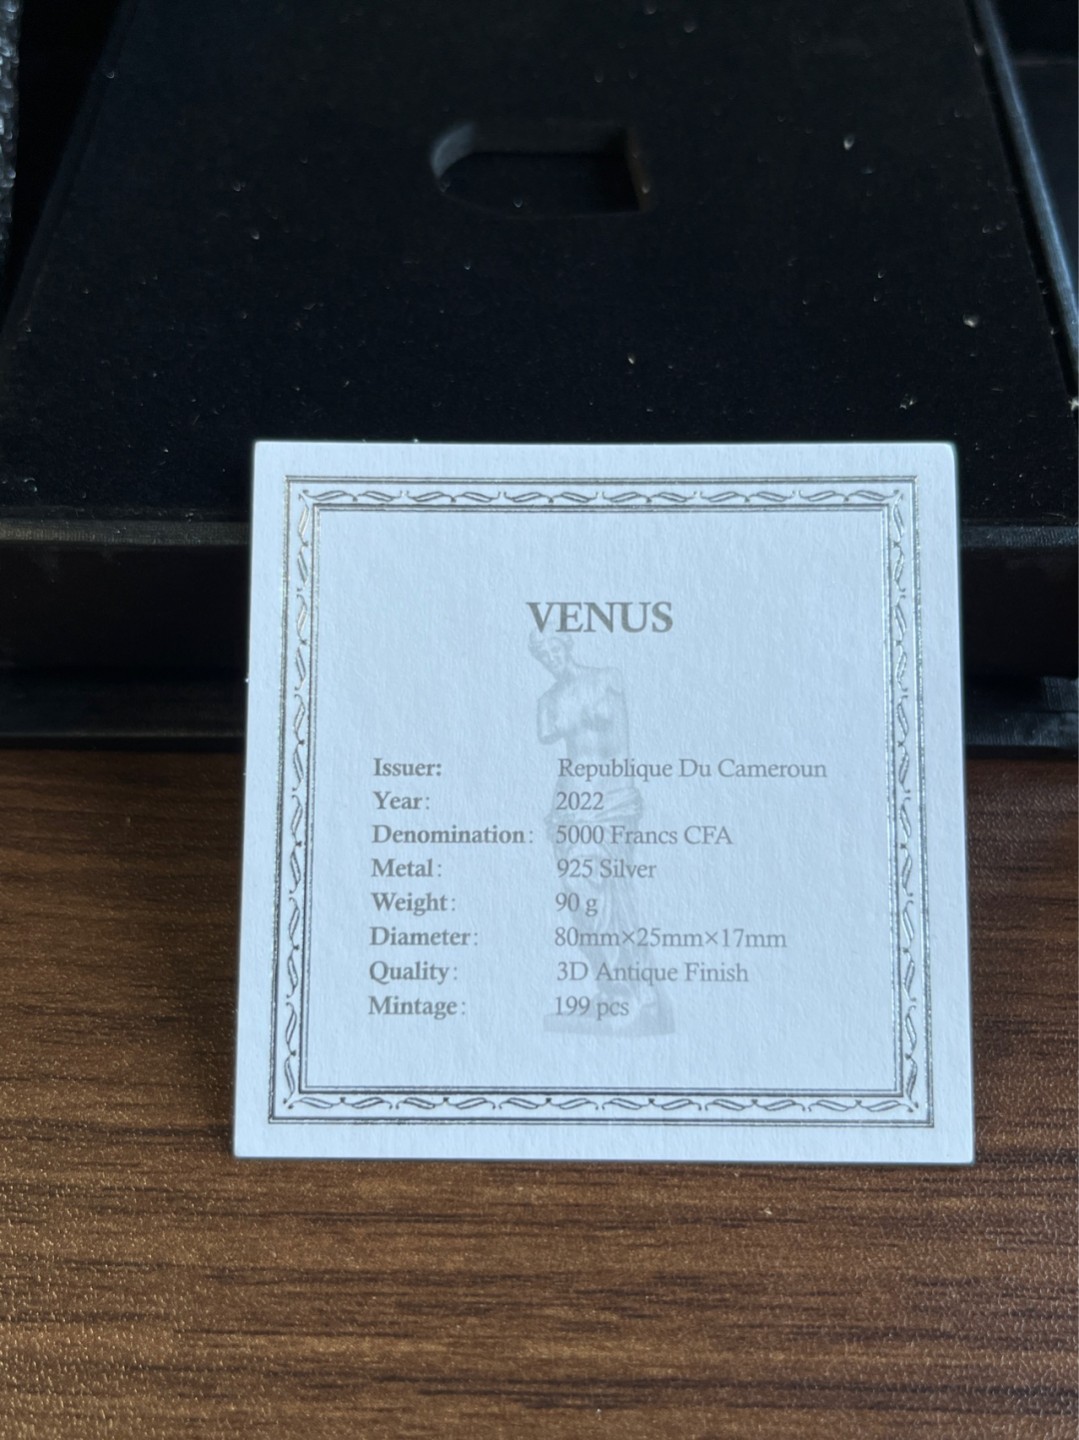 VENUS
Issuer: Republique Du Cameroun
Year: 2022
Denomination: 5000 Francs CFA
Metal: 925 Silver
Weight: 90 g
Diameter: 80mm×25mm×17mm
Quality: 3D Antique Finish
Mintage: 199 pcs